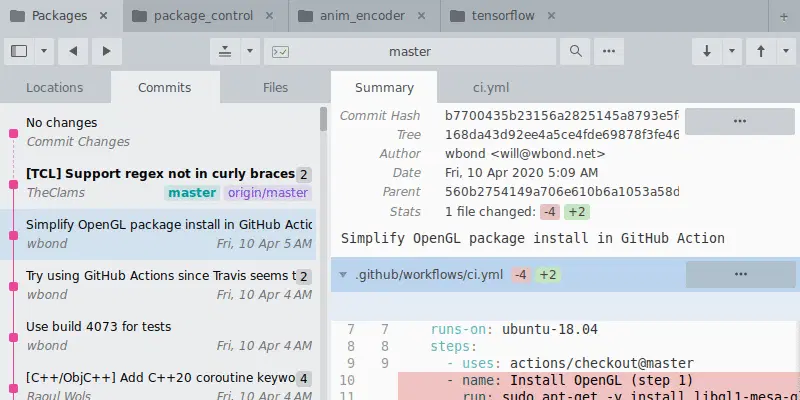 Packages
package_control
anim_encoder
tensorflow
master
Locations
Commits
Files
No changes
Commit Changes
[TCL] Support regex not in curly braces 2
TheClams master origin/master
Simplify OpenGL package install in GitHub Actio
wbond Fri, 10 Apr 5 AM
Try using GitHub Actions since Travis seems t 2
wbond Fri, 10 Apr 4 AM
Use build 4073 for tests
wbond Fri, 10 Apr 4 AM
[C++/ObjC++] Add C++20 coroutine keywo 4
Raoul Wols Fri, 10 Apr 4 AM
Summary
ci.yml
Commit Hash b7700435b23156a2825145a8793e5f
Tree 168da43d92ee4a5ce4fde69878f3fe46
Author wbond <will@wbond.net>
Date Fri, 10 Apr 2020 5:09 AM
Parent 560b2754149a706e610b6a1053a58d
Stats 1 file changed: -4 +2
Simplify OpenGL package install in GitHub Action
.github/workflows/ci.yml -4 +2
7 7 runs-on: ubuntu-18.04
8 8 steps:
9 9 - uses: actions/checkout@master
10 - name: Install OpenGL (step 1)
11 run: sudo apt-get -y install libgl1-mesa-g